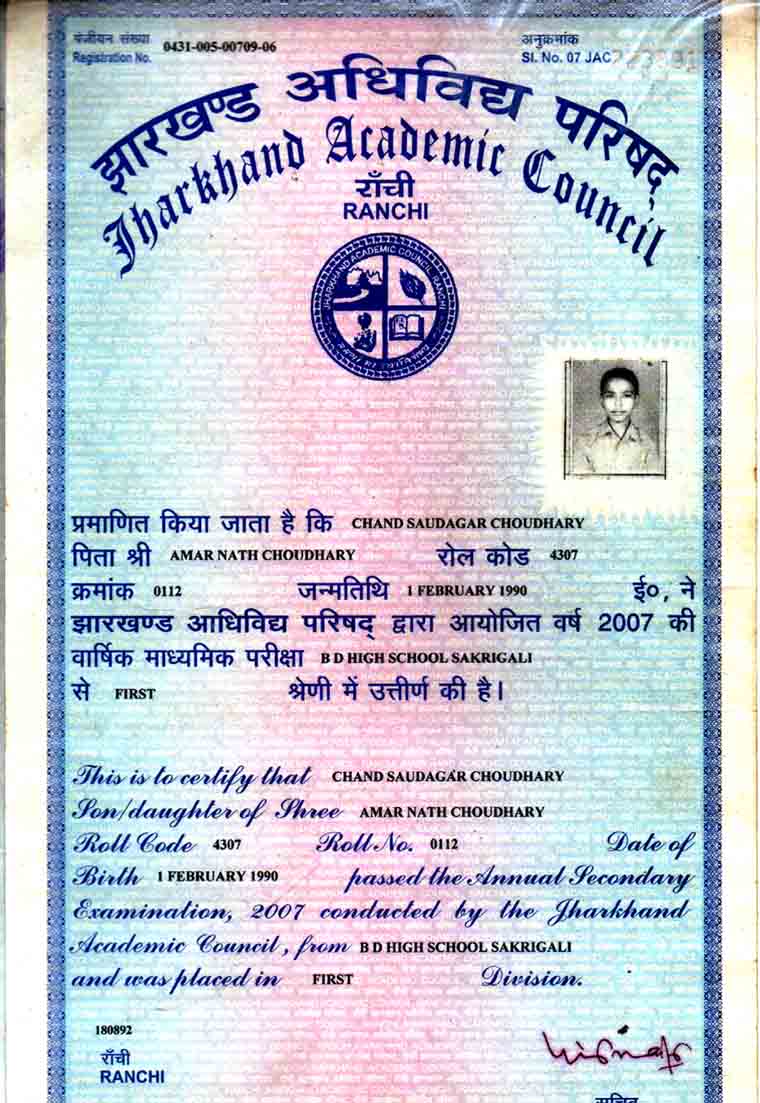 पंजीयन संख्या
Registration No. 0431-005-00709-06
अनुक्रमांक
Sl. No. 07 JAC
झारखण्ड अधिविद्य परिषद्
Jharkhand Academic Council
राँची
RANCHI
JHARKHAND ACADEMIC COUNCIL, RANCHI
प्रमाणित किया जाता है कि CHAND SAUDAGAR CHOUDHARY
पिता श्री AMAR NATH CHOUDHARY रोल कोड 4307
क्रमांक 0112 जन्मतिथि 1 FEBRUARY 1990 ई०, ने
झारखण्ड आधिविद्य परिषद् द्वारा आयोजित वर्ष 2007 की
वार्षिक माध्यमिक परीक्षा B D HIGH SCHOOL SAKRIGALI
से FIRST श्रेणी में उत्तीर्ण की है।
This is to certify that CHAND SAUDAGAR CHOUDHARY
Son/daughter of Shree AMAR NATH CHOUDHARY
Roll Code 4307 Roll No. 0112 Date of
Birth 1 FEBRUARY 1990 passed the Annual Secondary
Examination, 2007 conducted by the Jharkhand
Academic Council, from B D HIGH SCHOOL SAKRIGALI
and was placed in FIRST Division.
180892
राँची
RANCHI
सचिव